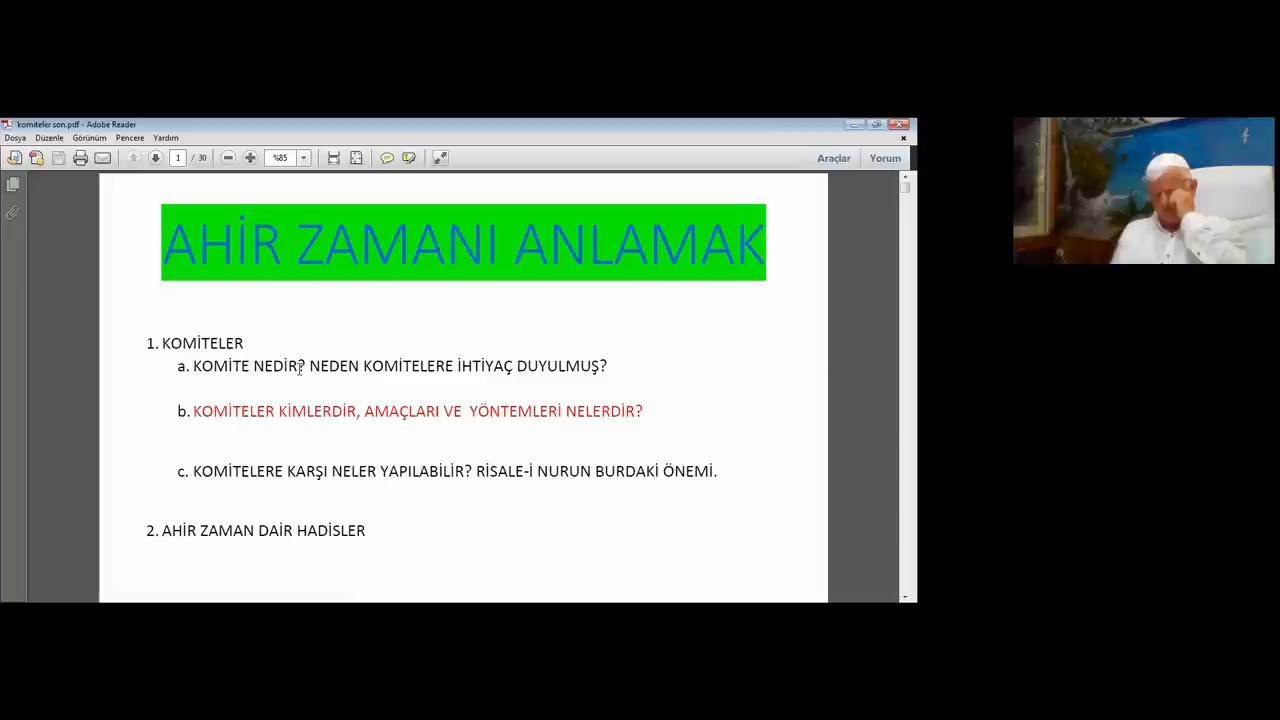 komiteler son.pdf - Adobe Reader
Dosya Düzenle Görünüm Pencere Yardım
1 / 30 %85 Araçlar Yorum
AHİR ZAMANI ANLAMAK
1. KOMİTELER
a. KOMİTE NEDİR? NEDEN KOMİTELERE İHTİYAÇ DUYULMUŞ?
b. KOMİTELER KİMLERDİR, AMAÇLARI VE YÖNTEMLERİ NELERDİR?
c. KOMİTELERE KARŞI NELER YAPILABİLİR? RİSALE-İ NURUN BURDAKİ ÖNEMİ.
2. AHİR ZAMAN DAİR HADİSLER